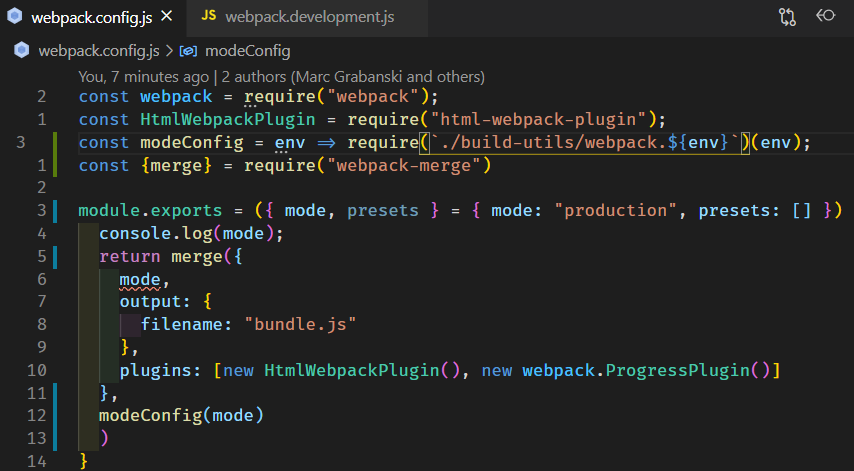 webpack.config.js × JS webpack.development.js
webpack.config.js > modeConfig
You, 7 minutes ago | 2 authors (Marc Grabanski and others)
2 const webpack = require("webpack");
1 const HtmlWebpackPlugin = require("html-webpack-plugin");
3 const modeConfig = env => require(`./build-utils/webpack.${env}`)(env);
1 const {merge} = require("webpack-merge")
2
3 module.exports = ({ mode, presets } = { mode: "production", presets: [] })
4 console.log(mode);
5 return merge({
6 mode,
7 output: {
8 filename: "bundle.js"
9 },
10 plugins: [new HtmlWebpackPlugin(), new webpack.ProgressPlugin()]
11 },
12 modeConfig(mode)
13 )
14 }